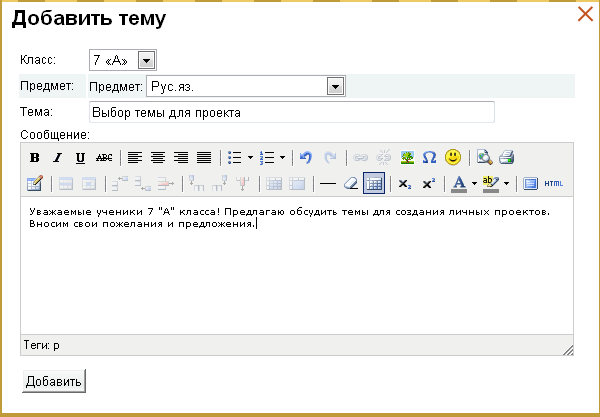 Добавить тему
Класс: 7 «А»
Предмет: Предмет: Рус.яз.
Тема: Выбор темы для проекта
Сообщение:
B I U ABC
HTML
Уважаемые ученики 7 "А" класса! Предлагаю обсудить темы для создания личных проектов.
Вносим свои пожелания и предложения.
Теги: p
Добавить